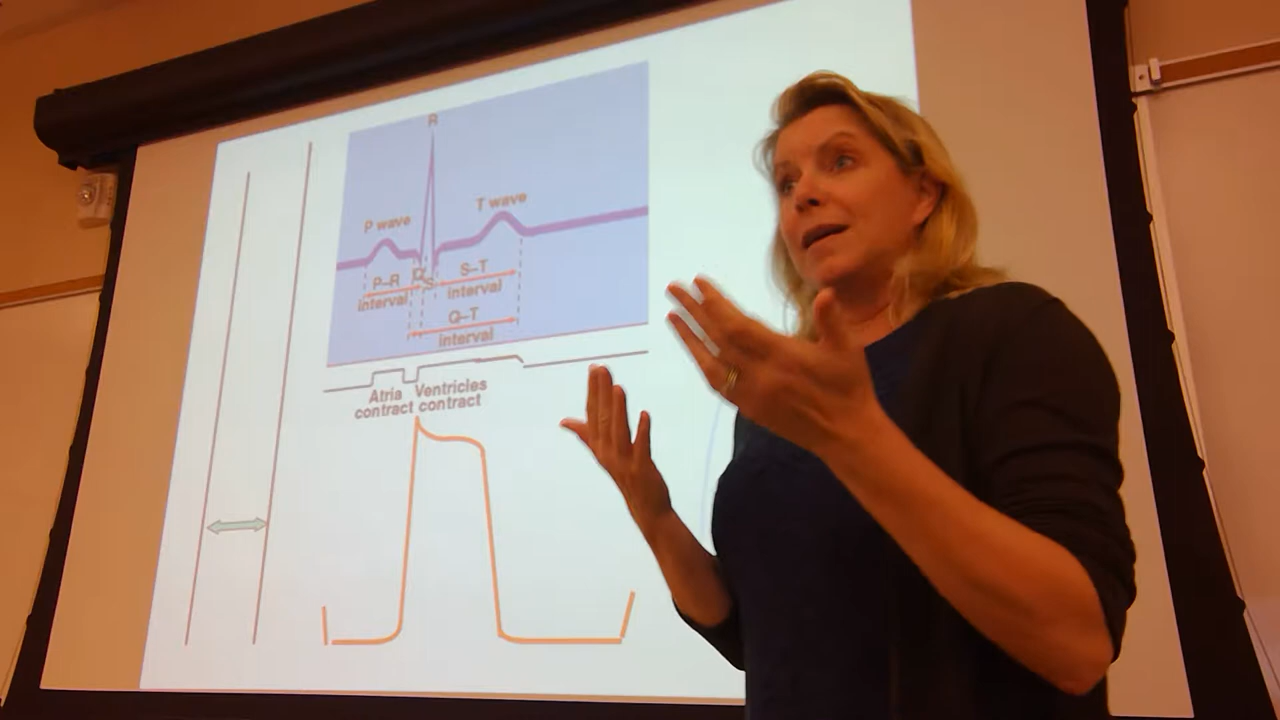 R
P wave
T wave
Q
S
P–R
interval
S–T
interval
Q–T
interval
Atria Ventricles
contract contract